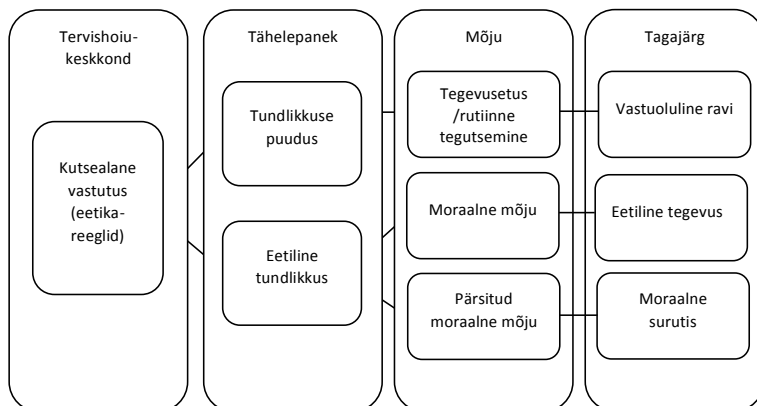 Tervishoiu-
keskkond
Kutsealane
vastutus
(eetika-
reeglid)
Tähelepanek
Tundlikkuse
puudus
Eetiline
tundlikkus
Mõju
Tegevusetus
/rutiinne
tegutsemine
Moraalne mõju
Pärsitud
moraalne mõju
Tagajärg
Vastuoluline ravi
Eetiline tegevus
Moraalne
surutis